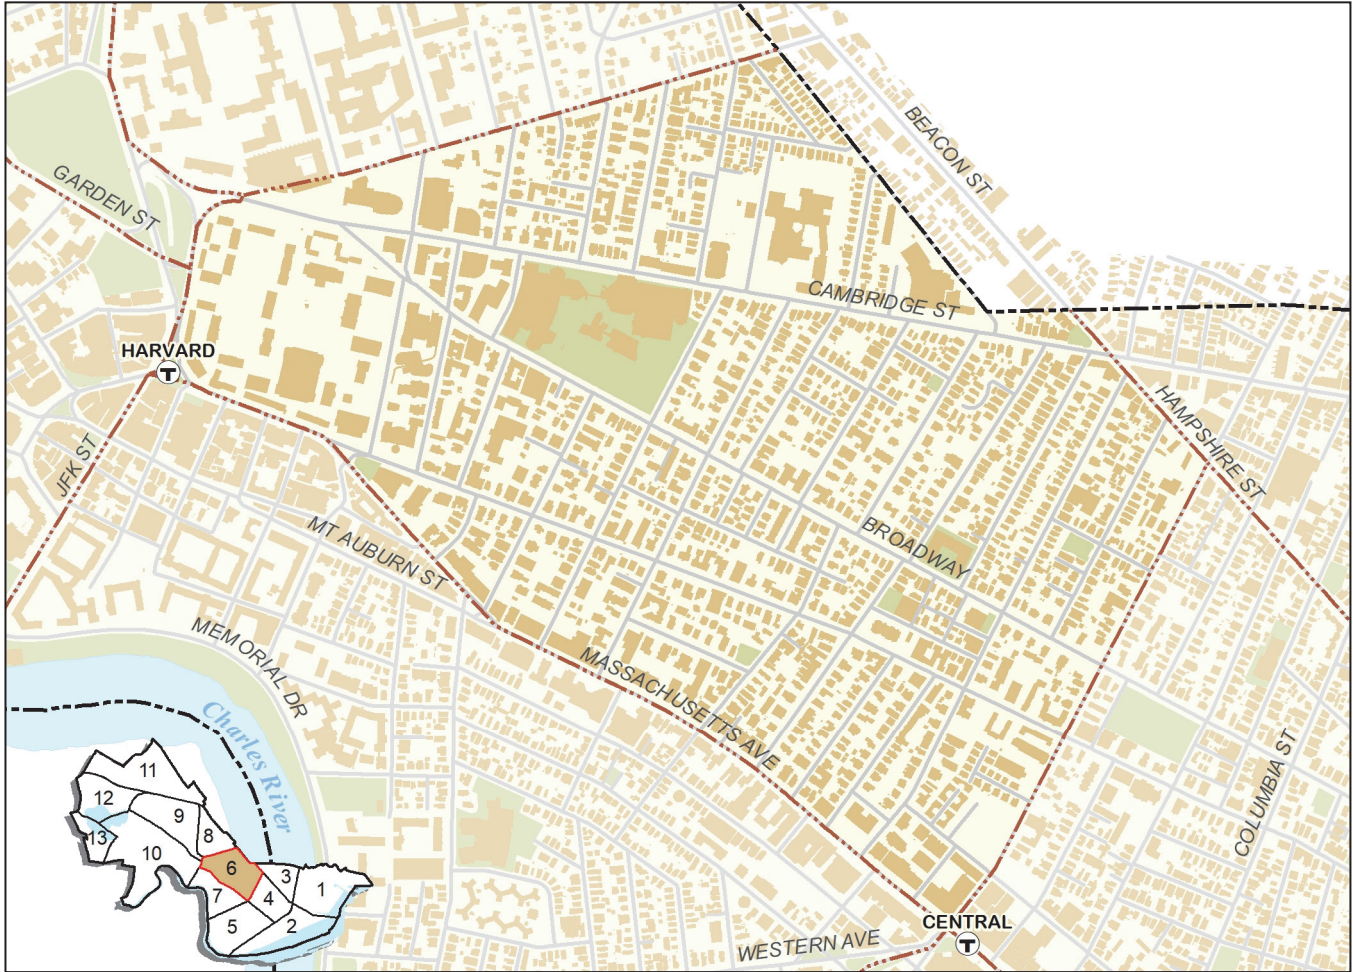 BEACON ST
GARDEN ST
CAMBRIDGE ST
HARVARD
T
HAMPSHIRE ST
JFK ST
MT AUBURN ST
BROADWAY
MEMORIAL DR
MASSACHUSETTS AVE
Charles River
COLUMBIA ST
11
12
9
13
8
10
6
3
1
7
4
5
2
CENTRAL
T
WESTERN AVE